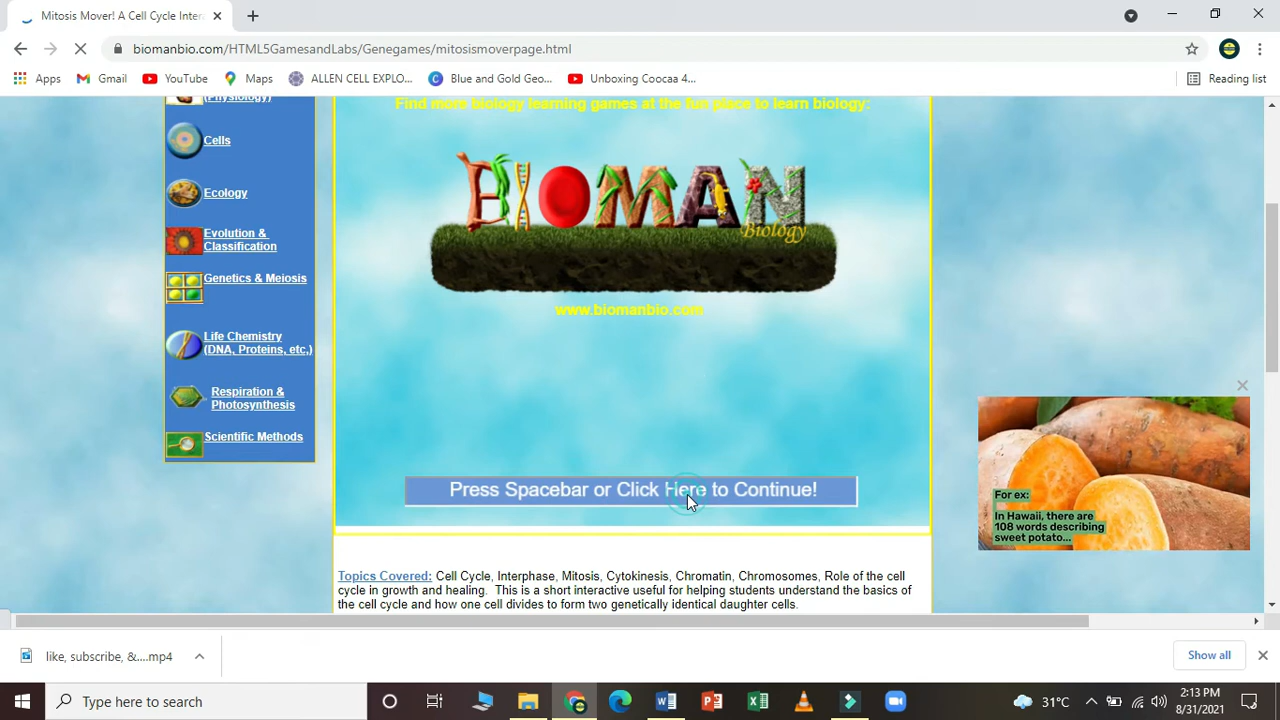 Mitosis Mover! A Cell Cycle Inter
biomanbio.com/HTML5GamesandLabs/Genegames/mitosismoverpage.html
Apps
Gmail
YouTube
Maps
ALLEN CELL EXPLO...
Blue and Gold Geo...
Unboxing Coocaa 4...
Reading list
(Physiology)
Cells
Ecology
Evolution &
Classification
Genetics & Meiosis
Life Chemistry
(DNA, Proteins, etc,)
Respiration &
Photosynthesis
Scientific Methods
Find more biology learning games at the fun place to learn biology:
BIOMAN
Biology
www.biomanbio.com
Press Spacebar or Click Here to Continue!
Topics Covered: Cell Cycle, Interphase, Mitosis, Cytokinesis, Chromatin, Chromosomes, Role of the cell
cycle in growth and healing. This is a short interactive useful for helping students understand the basics of
the cell cycle and how one cell divides to form two genetically identical daughter cells.
For ex:
In Hawaii, there are
108 words describing
sweet potato...
like, subscribe, &....mp4
Show all
Type here to search
31°C
2:13 PM
8/31/2021